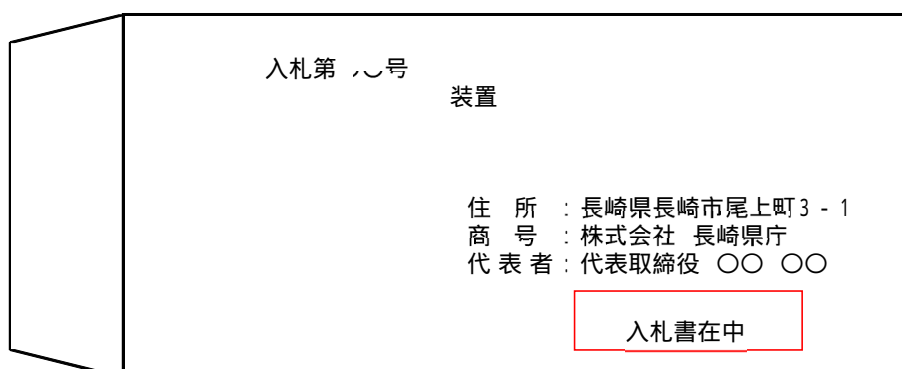 入札第 号
装置
住 所 : 長崎県長崎市尾上町3-1
商 号 : 株式会社 長崎県庁
代表者 : 代表取締役 〇〇 〇〇
入札書在中